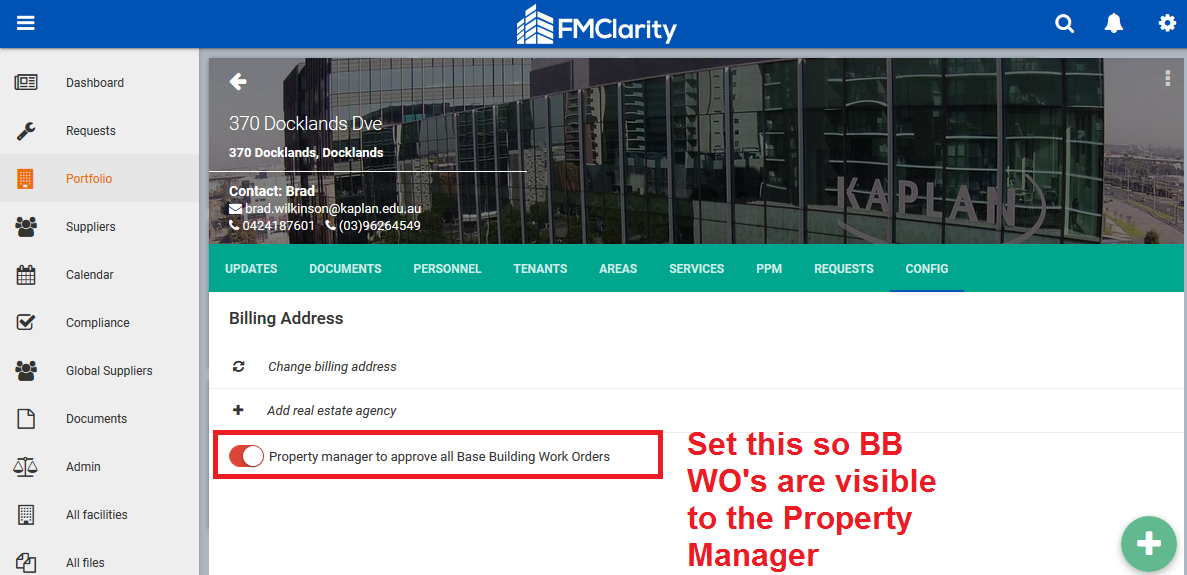 FMClarity
Dashboard
Requests
Portfolio
Suppliers
Calendar
Compliance
Global Suppliers
Documents
Admin
All facilities
All files
370 Docklands Dve
370 Docklands, Docklands
Contact: Brad
brad.wilkinson@kaplan.edu.au
0424187601 (03)96264549
KAPLAN
UPDATES DOCUMENTS PERSONNEL TENANTS AREAS SERVICES PPM REQUESTS CONFIG
Billing Address
Change billing address
Add real estate agency
Property manager to approve all Base Building Work Orders
Set this so BB
WO's are visible
to the Property
Manager